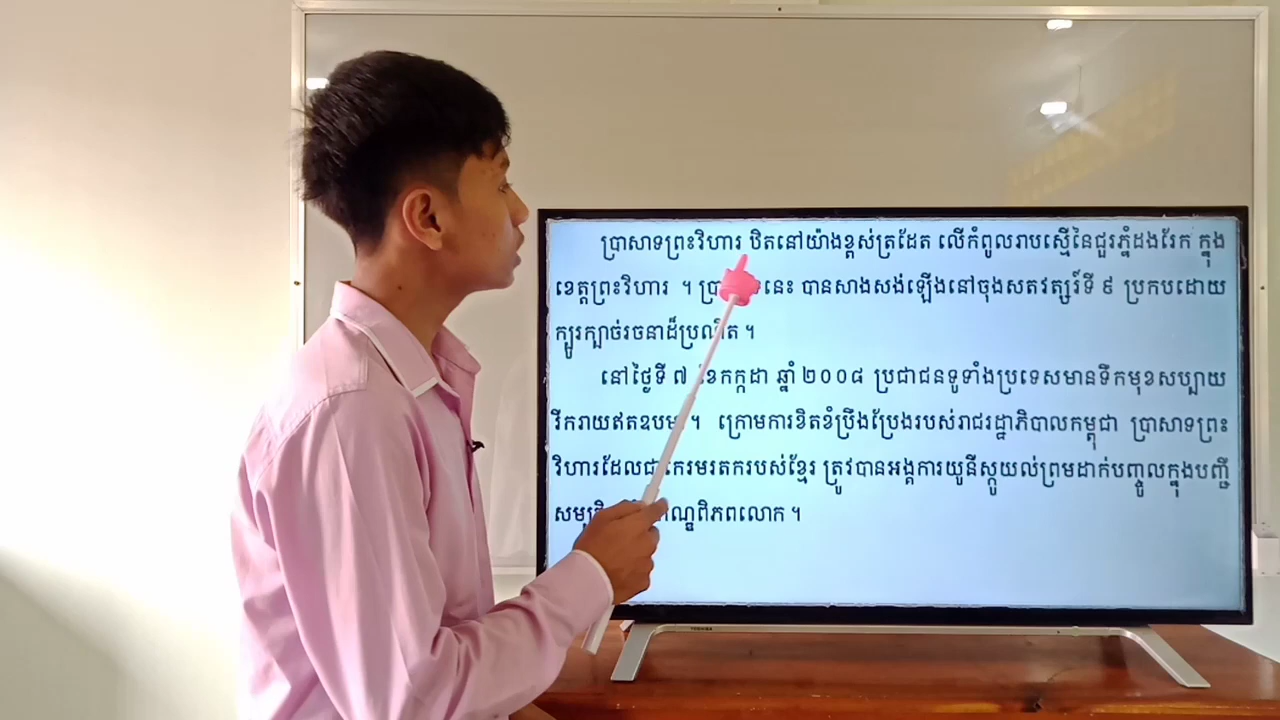 ប្រាសាទព្រះវិហារ ឋិតនៅយ៉ាងខ្ពស់ត្រដែត លើកំពូលរាបស្មើនៃជួរភ្នំដងរែក ក្នុង
ខេត្តព្រះវិហារ ។ នេះ បានសាងសង់ឡើងនៅចុងសតវត្សរ៍ទី ៩ ប្រកបដោយ
ក្បូរក្បាច់រចនាដ៏ប្រណិត ។
នៅថ្ងៃទី ៧ ខែកក្កដា ឆ្នាំ ២០០៨ ប្រជាជនទូទាំងប្រទេសមានទឹកមុខសប្បាយ
រីករាយឥតឧបមា ។ ក្រោមការខិតខំប្រឹងប្រែងរបស់រាជរដ្ឋាភិបាលកម្ពុជា ប្រាសាទព្រះ
វិហារដែលជាកេរមរតករបស់ខ្មែរ ត្រូវបានអង្គការយូនីស្កូយល់ព្រមដាក់បញ្ចូលក្នុងបញ្ជី
ពិភពលោក ។
TOSHIBA